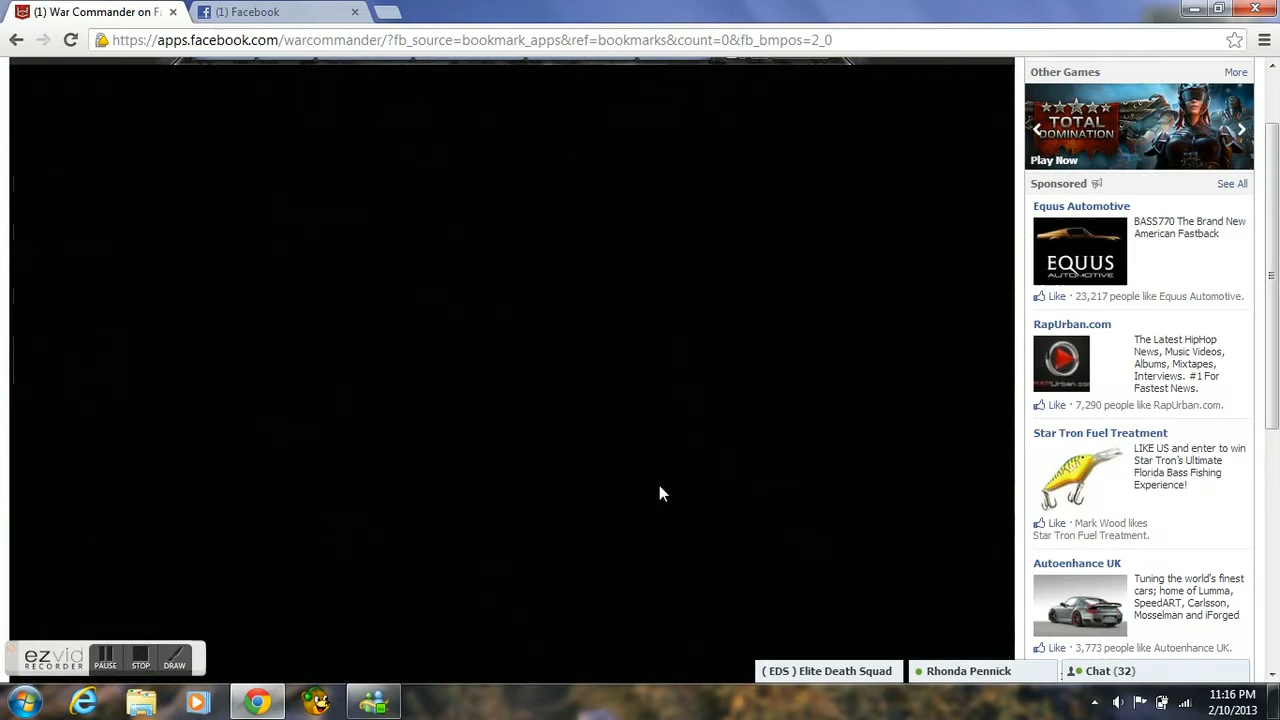 (1) War Commander on Fa
(1) Facebook
https://apps.facebook.com/warcommander/?fb_source=bookmark_apps&ref=bookmarks&count=0&fb_bmpos=2_0
Other Games
More
TOTAL
DOMINATION
Play Now
Sponsored
See All
Equus Automotive
BASS770 The Brand New
American Fastback
EQUUS
AUTOMOTIVE
Like · 23,217 people like Equus Automotive.
RapUrban.com
The Latest HipHop
News, Music Videos,
Albums, Mixtapes,
Interviews. #1 For
Fastest News.
RAPUrban.com
Like · 7,290 people like RapUrban.com.
Star Tron Fuel Treatment
LIKE US and enter to win
Star Tron's Ultimate
Florida Bass Fishing
Experience!
Like · Mark Wood likes
Star Tron Fuel Treatment.
Autoenhance UK
Tuning the world's finest
cars; home of Lumma,
SpeedART, Carlsson,
Mosselman and iForged
Like · 3,773 people like Autoenhance UK.
ezvid
RECORDER
PAUSE
STOP
DRAW
( EDS ) Elite Death Squad
Rhonda Pennick
Chat (32)
11:16 PM
2/10/2013